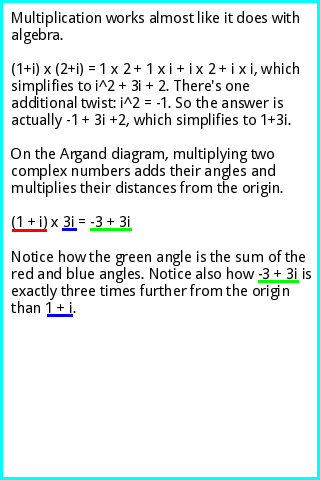 Multiplication works almost like it does with
algebra.
(1+i) x (2+i) = 1 x 2 + 1 x i + i x 2 + i x i, which
simplifies to i^2 + 3i + 2. There's one
additional twist: i^2 = -1. So the answer is
actually -1 + 3i +2, which simplifies to 1+3i.
On the Argand diagram, multiplying two
complex numbers adds their angles and
multiplies their distances from the origin.
(1 + i) x 3i = -3 + 3i
Notice how the green angle is the sum of the
red and blue angles. Notice also how -3 + 3i is
exactly three times further from the origin
than 1 + i.